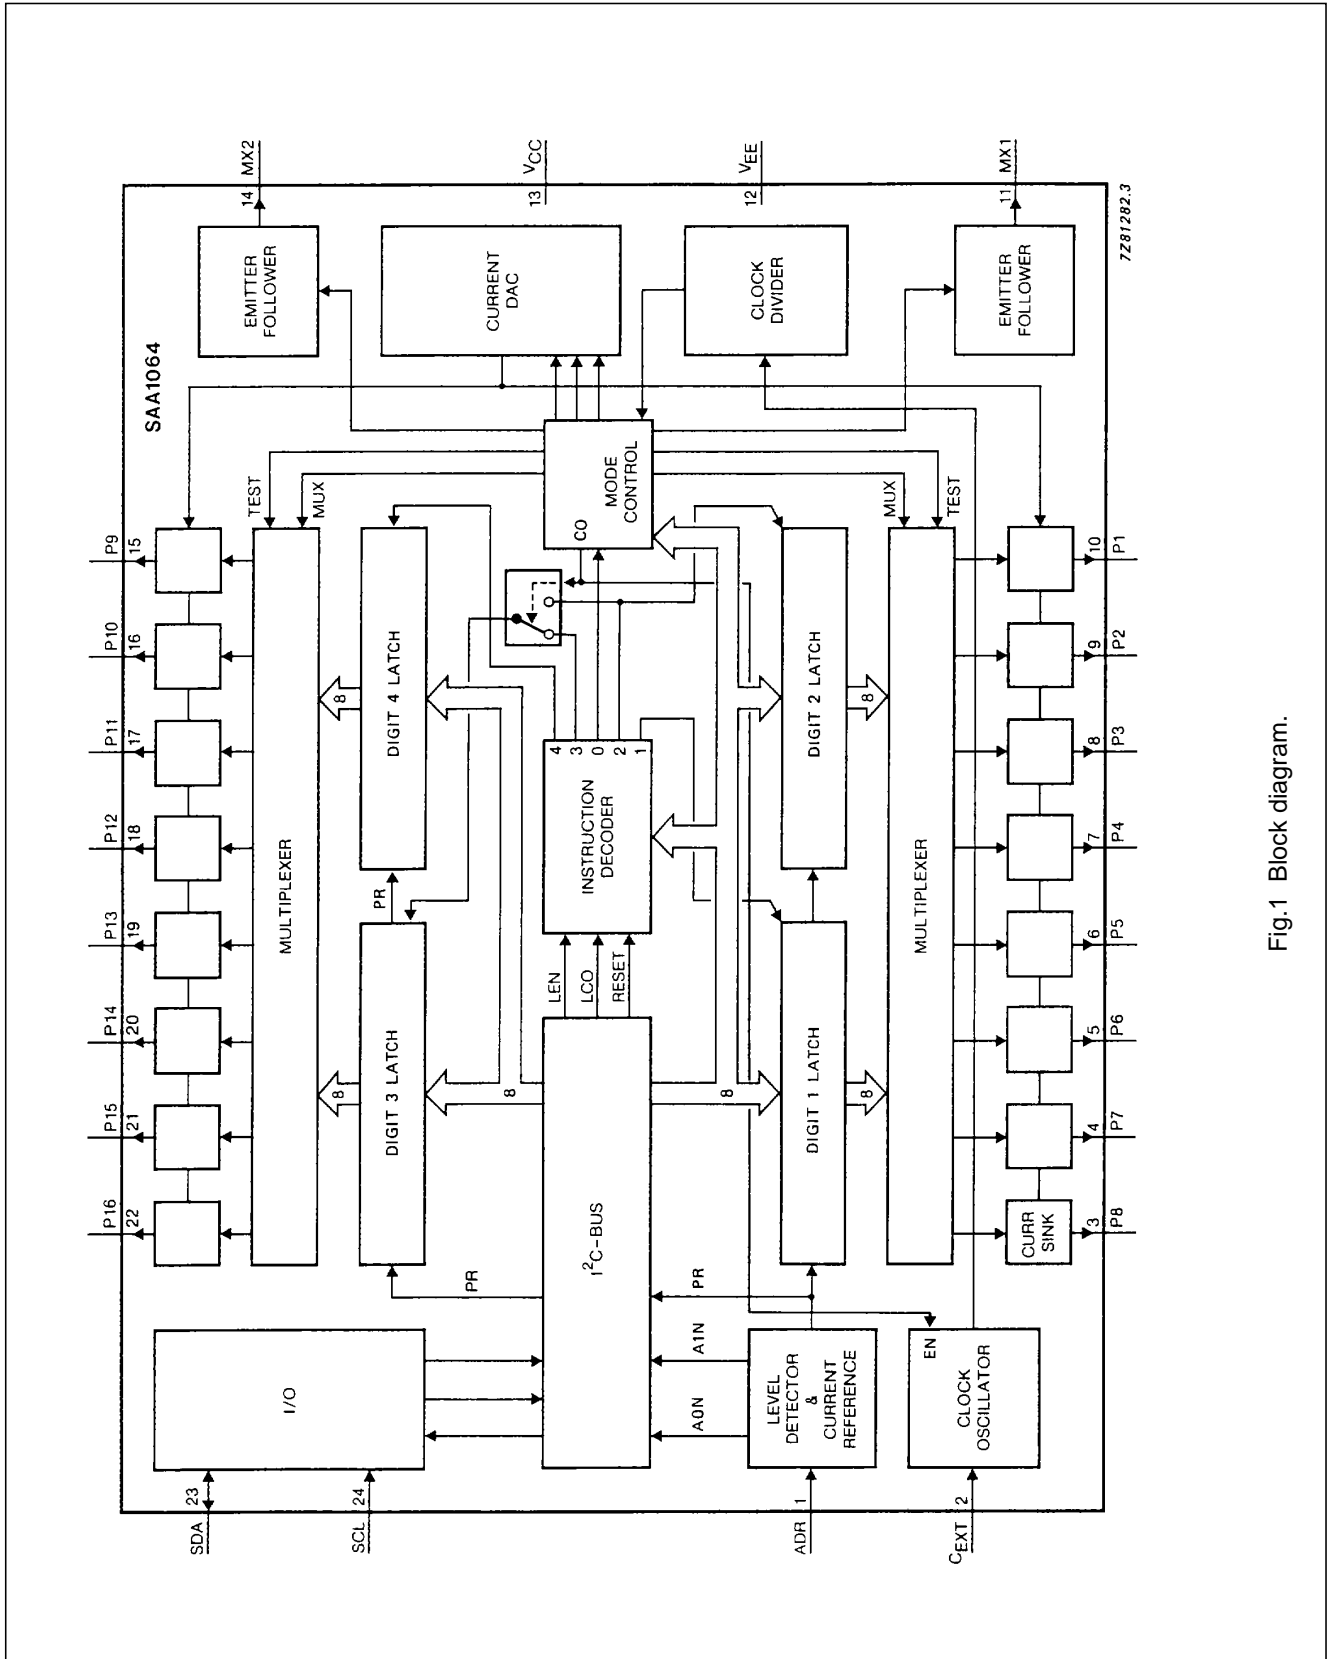 SAA1064
P16
P15
P14
P13
P12
P11
P10
P9
22
21
20
19
18
17
16
15
SDA
23
SCL
24
I/O
MULTIPLEXER
TEST
MUX
EMITTER
FOLLOWER
14
MX2
8
8
PR
DIGIT 3 LATCH
PR
DIGIT 4 LATCH
8
CURRENT
DAC
13
VCC
I²C-BUS
LEN
LCO
RESET
INSTRUCTION
DECODER
4
3
0
2
1
CO
MODE
CONTROL
A0N
A1N
PR
8
CLOCK
DIVIDER
12
VEE
ADR
1
LEVEL
DETECTOR
&
CURRENT
REFERENCE
DIGIT 1 LATCH
DIGIT 2 LATCH
8
8
MUX
TEST
MULTIPLEXER
CEXT
2
EN
CLOCK
OSCILLATOR
EMITTER
FOLLOWER
11
MX1
CURR
SINK
3
4
5
6
7
8
9
10
P8
P7
P6
P5
P4
P3
P2
P1
7Z81282.3
Fig.1 Block diagram.